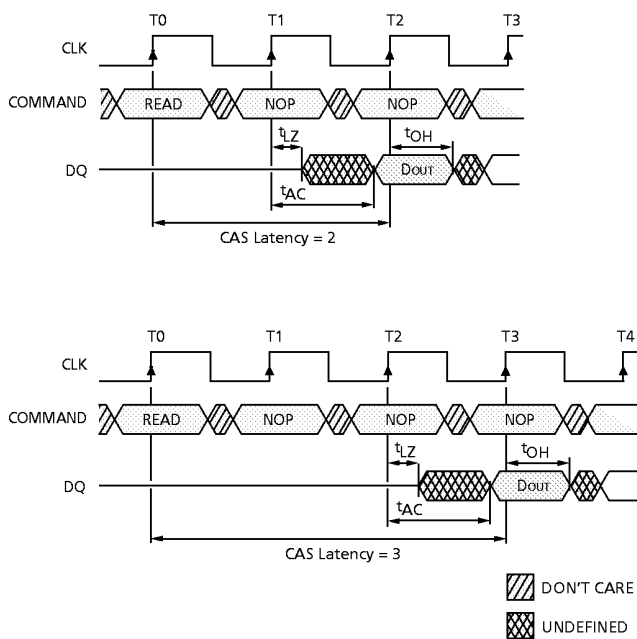 T0 T1 T2 T3
CLK
COMMAND READ NOP NOP
tLZ tOH
DQ DOUT
tAC
CAS Latency = 2
T0 T1 T2 T3 T4
CLK
COMMAND READ NOP NOP NOP
tLZ tOH
DQ DOUT
tAC
CAS Latency = 3
DON'T CARE
UNDEFINED